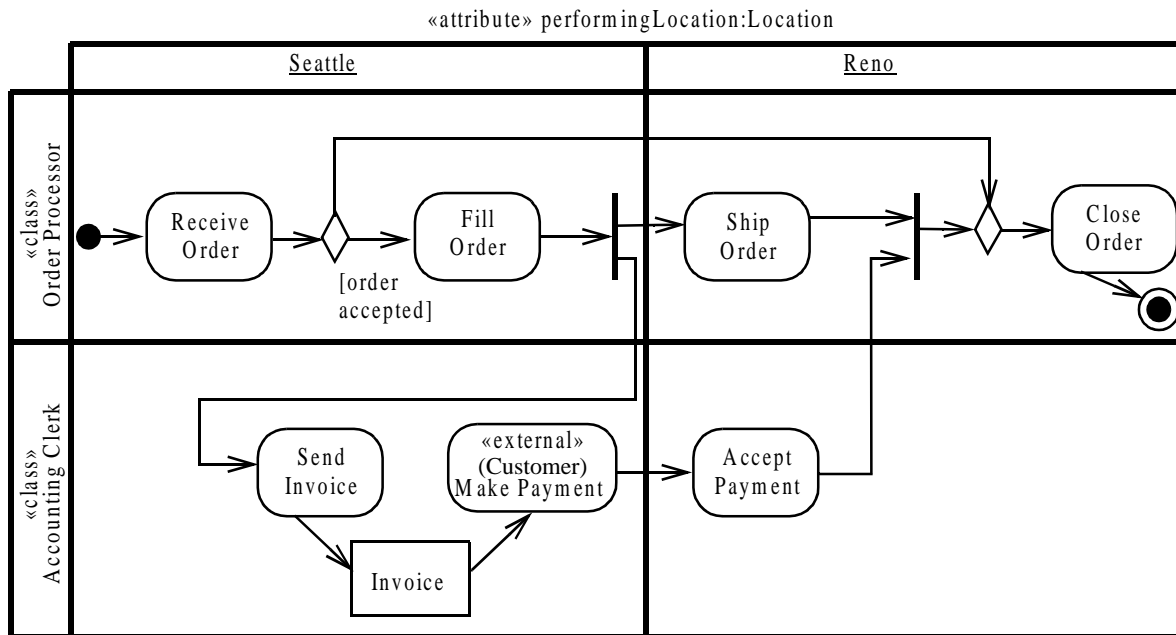 «attribute» performingLocation:Location
Seattle
Reno
«class»
Order Processor
Receive
Order
[order
accepted]
Fill
Order
Ship
Order
Close
Order
«class»
Accounting Clerk
Send
Invoice
«external»
(Customer)
Make Payment
Accept
Payment
Invoice